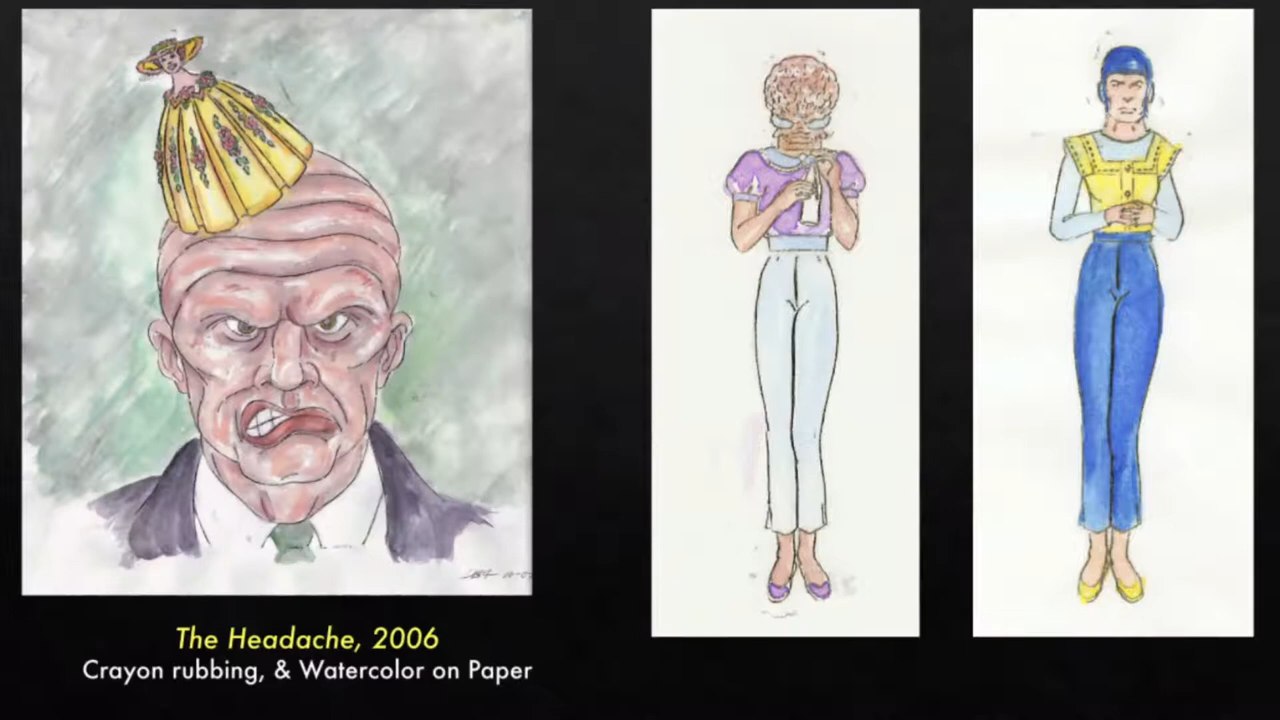 The Headache, 2006
Crayon rubbing, & Watercolor on Paper